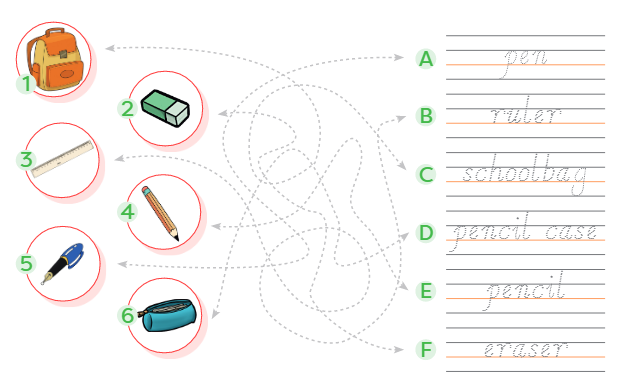 1
2
3
4
5
6
A pen
B ruler
C schoolbag
D pencil case
E pencil
F eraser